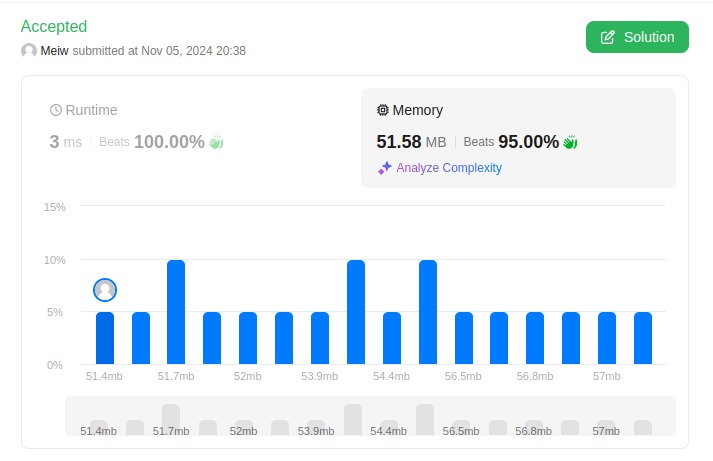 Accepted
Solution
Meiw submitted at Nov 05, 2024 20:38
Runtime
3 ms | Beats 100.00%
Memory
51.58 MB | Beats 95.00%
Analyze Complexity
15%
10%
5%
0%
51.4mb 51.7mb 52mb 53.9mb 54.4mb 56.5mb 56.8mb 57mb
51.4mb 51.7mb 52mb 53.9mb 54.4mb 56.5mb 56.8mb 57mb